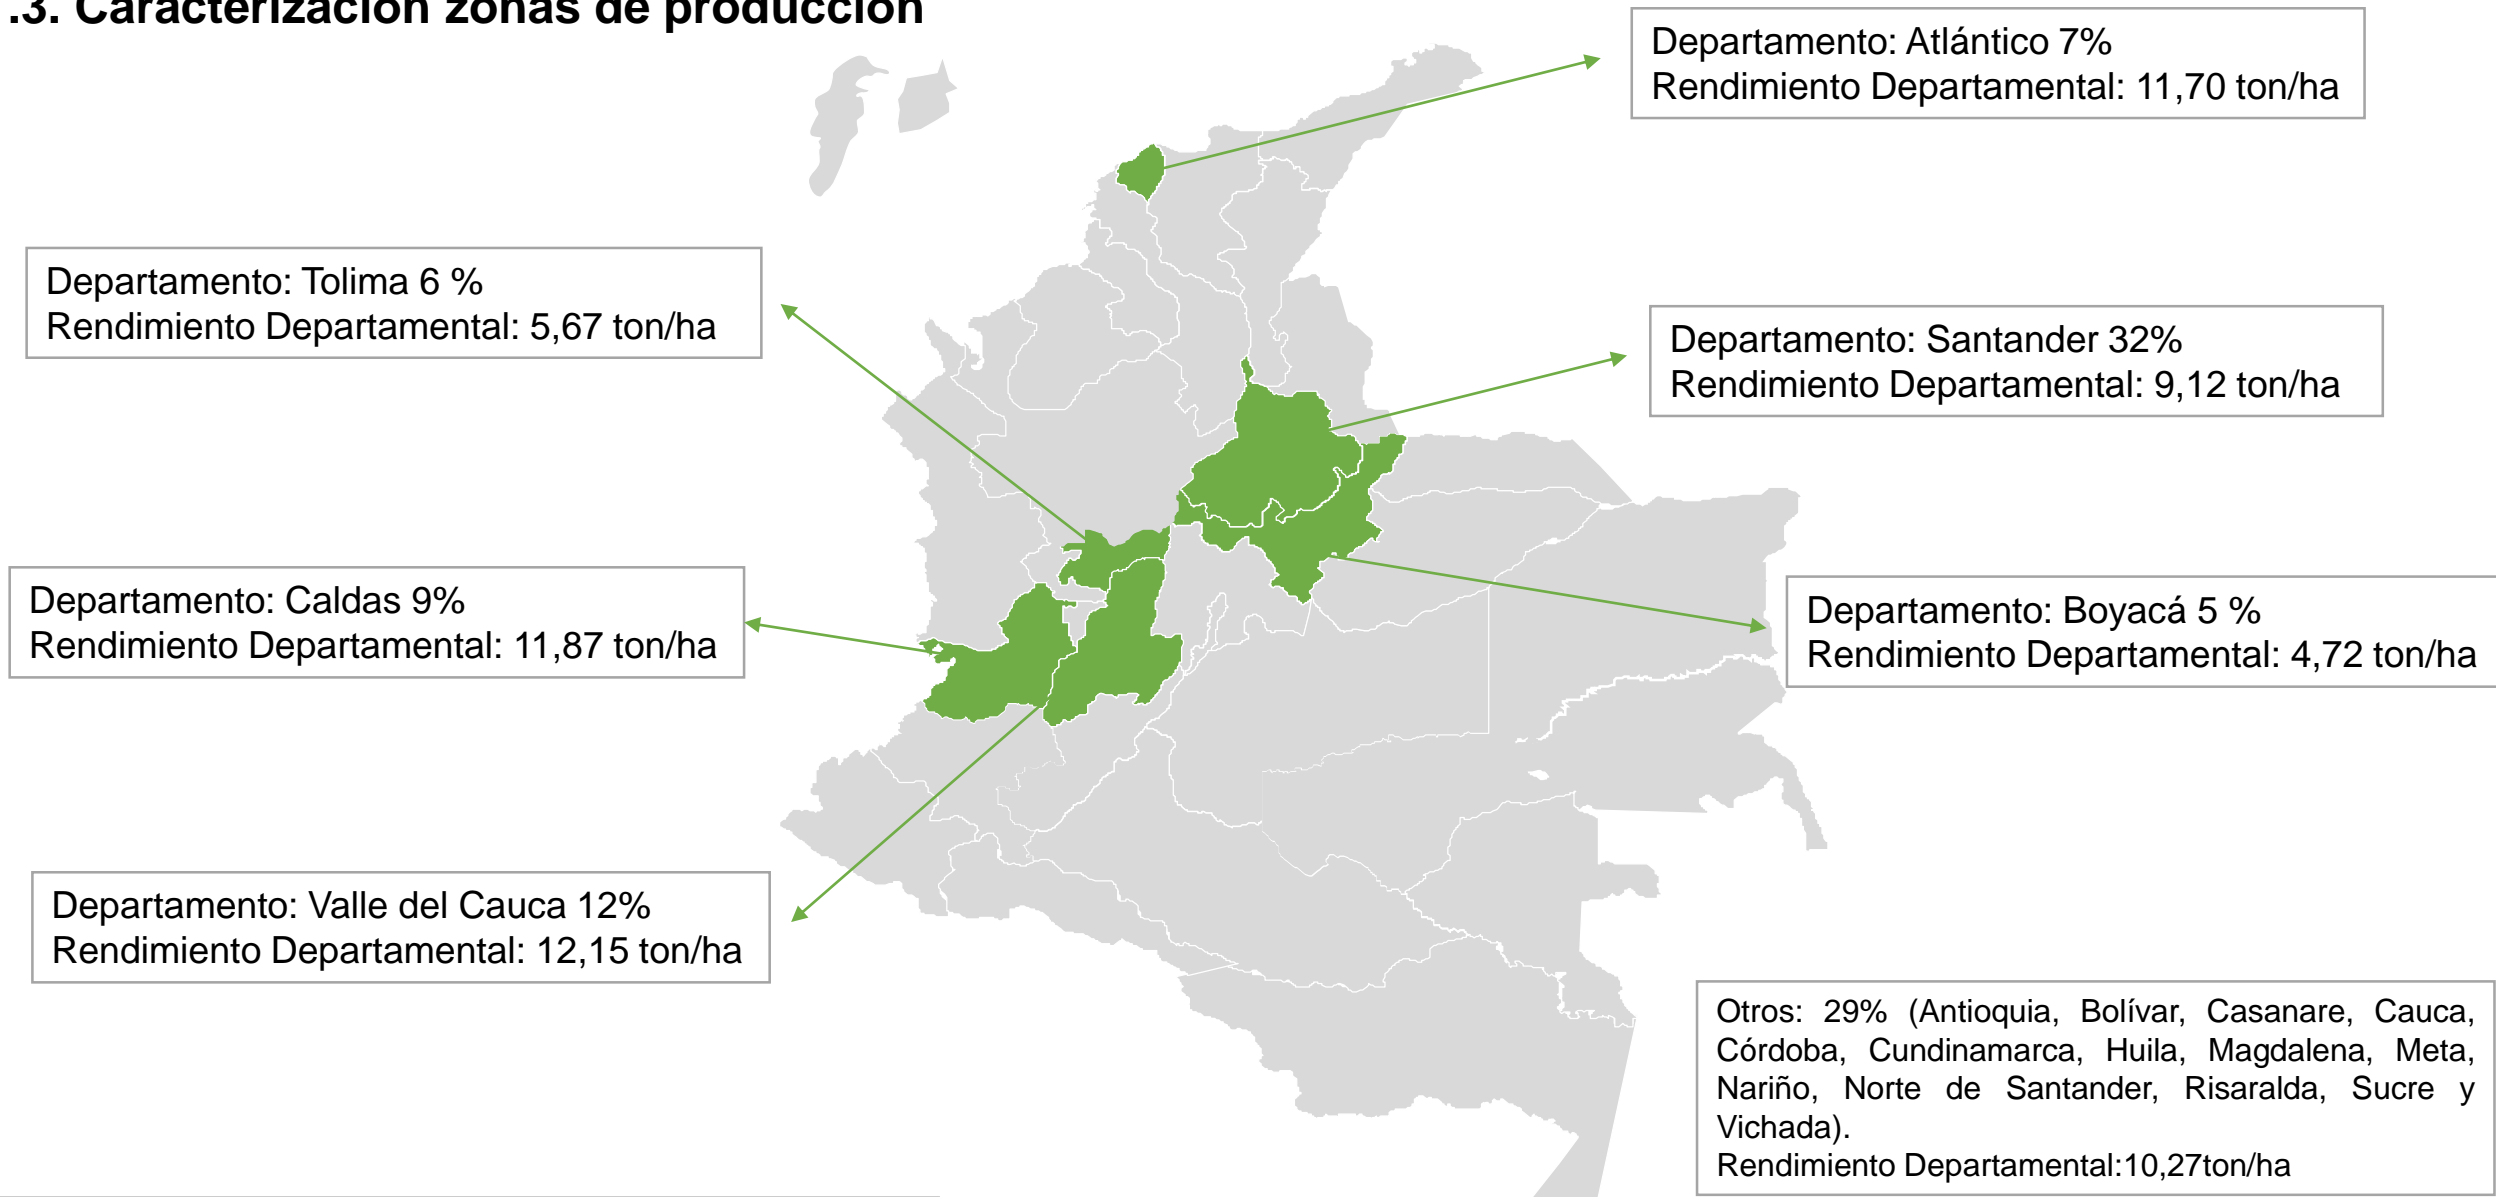 .3. Caracterización zonas de producción
Departamento: Atlántico 7%
Rendimiento Departamental: 11,70 ton/ha
Departamento: Tolima 6 %
Rendimiento Departamental: 5,67 ton/ha
Departamento: Santander 32%
Rendimiento Departamental: 9,12 ton/ha
Departamento: Caldas 9%
Rendimiento Departamental: 11,87 ton/ha
Departamento: Boyacá 5 %
Rendimiento Departamental: 4,72 ton/ha
Departamento: Valle del Cauca 12%
Rendimiento Departamental: 12,15 ton/ha
Otros: 29% (Antioquia, Bolívar, Casanare, Cauca,
Córdoba, Cundinamarca, Huila, Magdalena, Meta,
Nariño, Norte de Santander, Risaralda, Sucre y
Vichada).
Rendimiento Departamental:10,27ton/ha